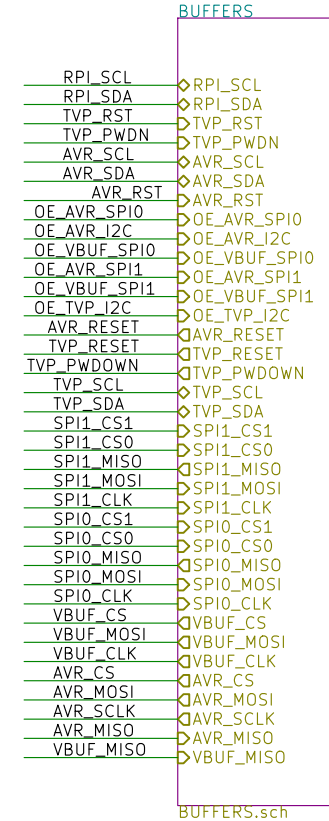 BUFFERS
RPI_SCL RPI_SCL
RPI_SDA RPI_SDA
TVP_RST TVP_RST
TVP_PWDN TVP_PWDN
AVR_SCL AVR_SCL
AVR_SDA AVR_SDA
AVR_RST AVR_RST
OE_AVR_SPI0 OE_AVR_SPI0
OE_AVR_I2C OE_AVR_I2C
OE_VBUF_SPI0 OE_VBUF_SPI0
OE_AVR_SPI1 OE_AVR_SPI1
OE_VBUF_SPI1 OE_VBUF_SPI1
OE_TVP_I2C OE_TVP_I2C
AVR_RESET AVR_RESET
TVP_RESET TVP_RESET
TVP_PWDOWN TVP_PWDOWN
TVP_SCL TVP_SCL
TVP_SDA TVP_SDA
SPI1_CS1 SPI1_CS1
SPI1_CS0 SPI1_CS0
SPI1_MISO SPI1_MISO
SPI1_MOSI SPI1_MOSI
SPI1_CLK SPI1_CLK
SPI0_CS1 SPI0_CS1
SPI0_CS0 SPI0_CS0
SPI0_MISO SPI0_MISO
SPI0_MOSI SPI0_MOSI
SPI0_CLK SPI0_CLK
VBUF_CS VBUF_CS
VBUF_MOSI VBUF_MOSI
VBUF_CLK VBUF_CLK
AVR_CS AVR_CS
AVR_MOSI AVR_MOSI
AVR_SCLK AVR_SCLK
AVR_MISO AVR_MISO
VBUF_MISO VBUF_MISO
BUFFERS.sch